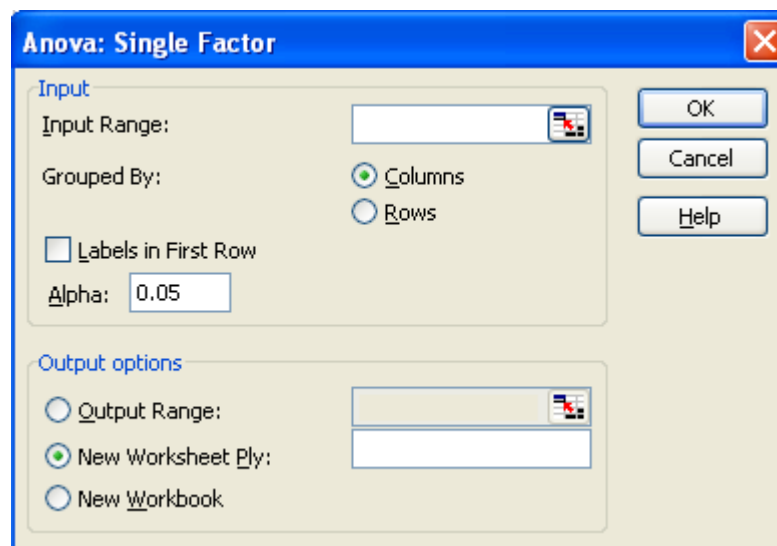 Anova: Single Factor
Input
Input Range:
Grouped By:
Columns
Rows
Labels in First Row
Alpha: 0.05
OK
Cancel
Help
Output options
Output Range:
New Worksheet Ply:
New Workbook